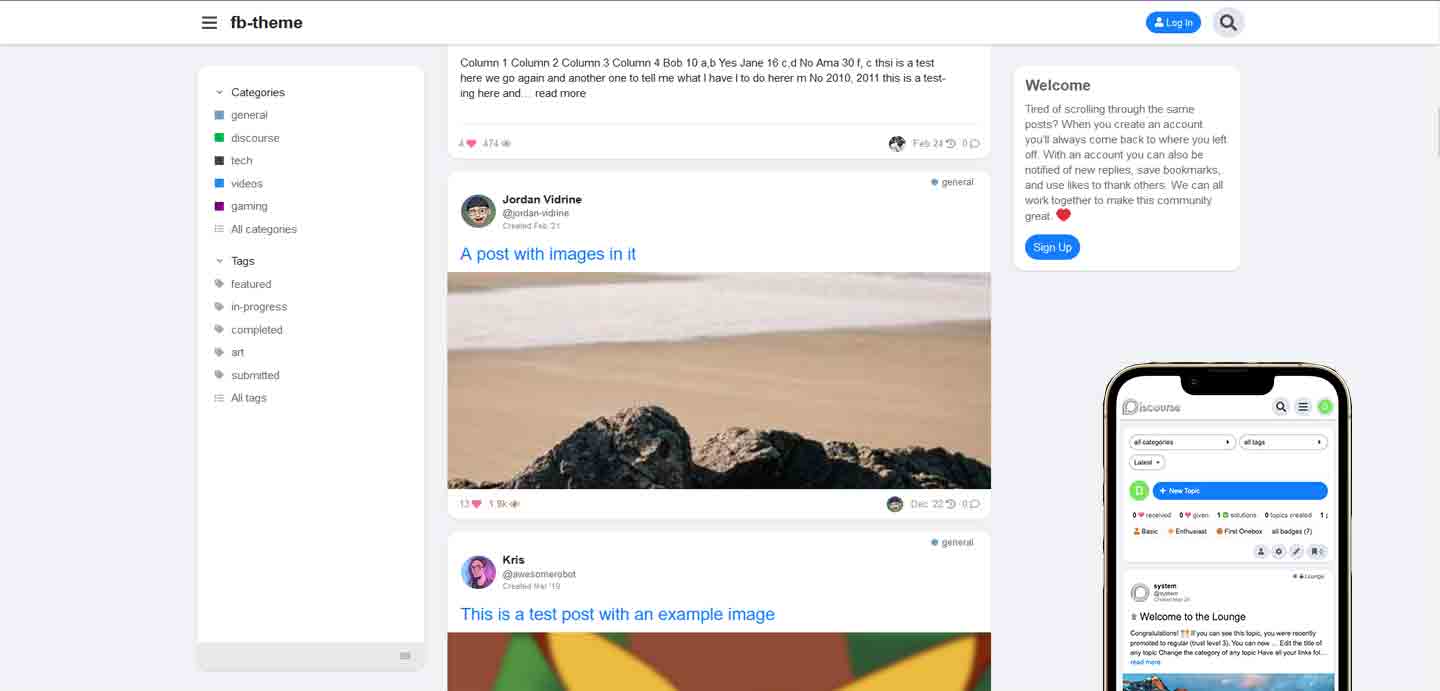 fb-theme
Log In
Categories
general
discourse
tech
videos
gaming
All categories
Tags
featured
in-progress
completed
art
submitted
All tags
Column 1 Column 2 Column 3 Column 4 Bob 10 a,b Yes Jane 16 c,d No Ama 30 f, c thsi is a test
here we go again and another one to tell me what I have I to do herer m No 2010, 2011 this is a test-
ing here and… read more
4 474
Feb 24 0
general
Jordan Vidrine
@jordan-vidrine
Created Feb '21
A post with images in it
13 1.9k
Dec '22 0
general
Kris
@awesomerobot
Created Mar '19
This is a test post with an example image
Welcome
Tired of scrolling through the same
posts? When you create an account
you'll always come back to where you left
off. With an account you can also be
notified of new replies, save bookmarks,
and use likes to thank others. We can all
work together to make this community
great.
Sign Up
Discourse
all categories
all tags
Latest
+ New Topic
0 received 0 given 1 solutions 0 topics created 1
Basic Enthusiast First Onebox all badges (7)
Lounge
system
@system
Welcome to the Lounge
Congratulations! If you can see this topic, you were recently
promoted to regular (trust level 3). You can now … Edit the title of
any topic Change the category of any topic Have all your links fol…
read more